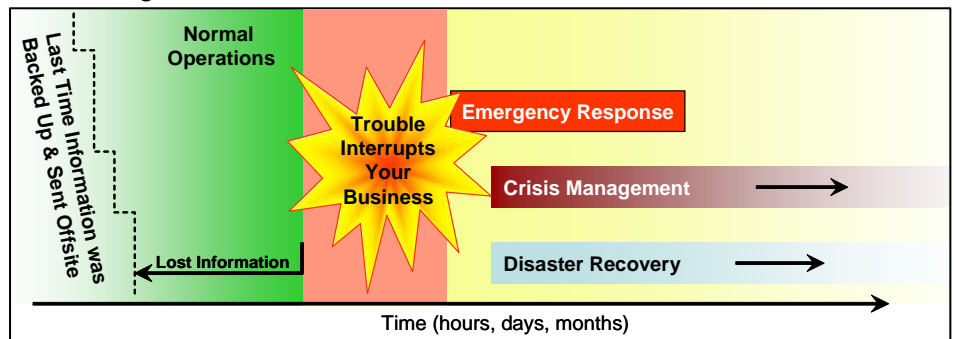 Last Time Information was
Backed Up & Sent Offsite
Normal
Operations
Trouble
Interrupts
Your
Business
Emergency Response
Crisis Management
Lost Information
Disaster Recovery
Time (hours, days, months)